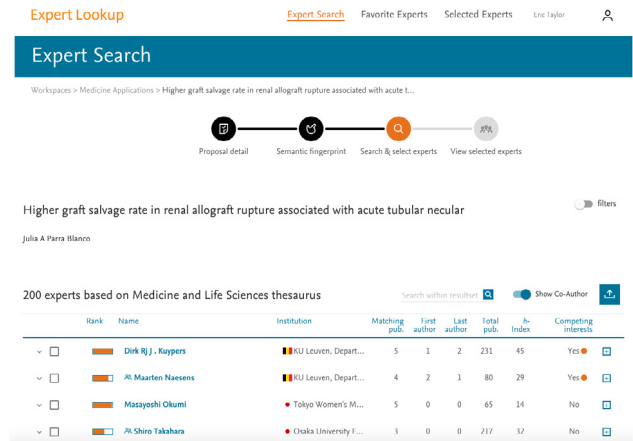 Expert Lookup
Expert Search Favorite Experts Selected Experts Eric Taylor
Expert Search
Workspaces > Medicine Applications > Higher graft salvage rate in renal allograft rupture associated with acute t...
Proposal detail Semantic fingerprint Search & select experts View selected experts
Higher graft salvage rate in renal allograft rupture associated with acute tubular necular
filters
Julia A Parra Blanco
200 experts based on Medicine and Life Sciences thesaurus
Search within resultset
Show Co-Author
Rank Name Institution Matching pub. First author Last author Total pub. h-Index Competing interests
Dirk Rj J . Kuypers KU Leuven, Depart... 5 1 2 231 45 Yes
Maarten Naesens KU Leuven, Depart... 4 2 1 80 29 Yes
Masayoshi Okumi Tokyo Women's M... 5 0 0 65 14 No
Shiro Takahara Osaka University F... 3 0 0 217 32 No